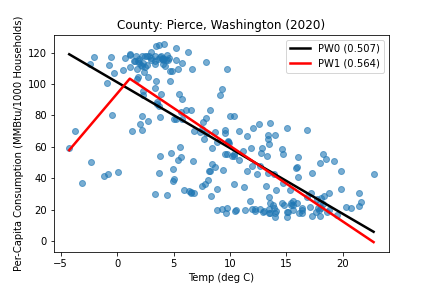 County: Pierce, Washington (2020)
PW0 (0.507)
PW1 (0.564)
Per-Capita Consumption (MMBtu/1000 Households)
120
100
80
60
40
20
0
−5
0
5
10
15
20
Temp (deg C)